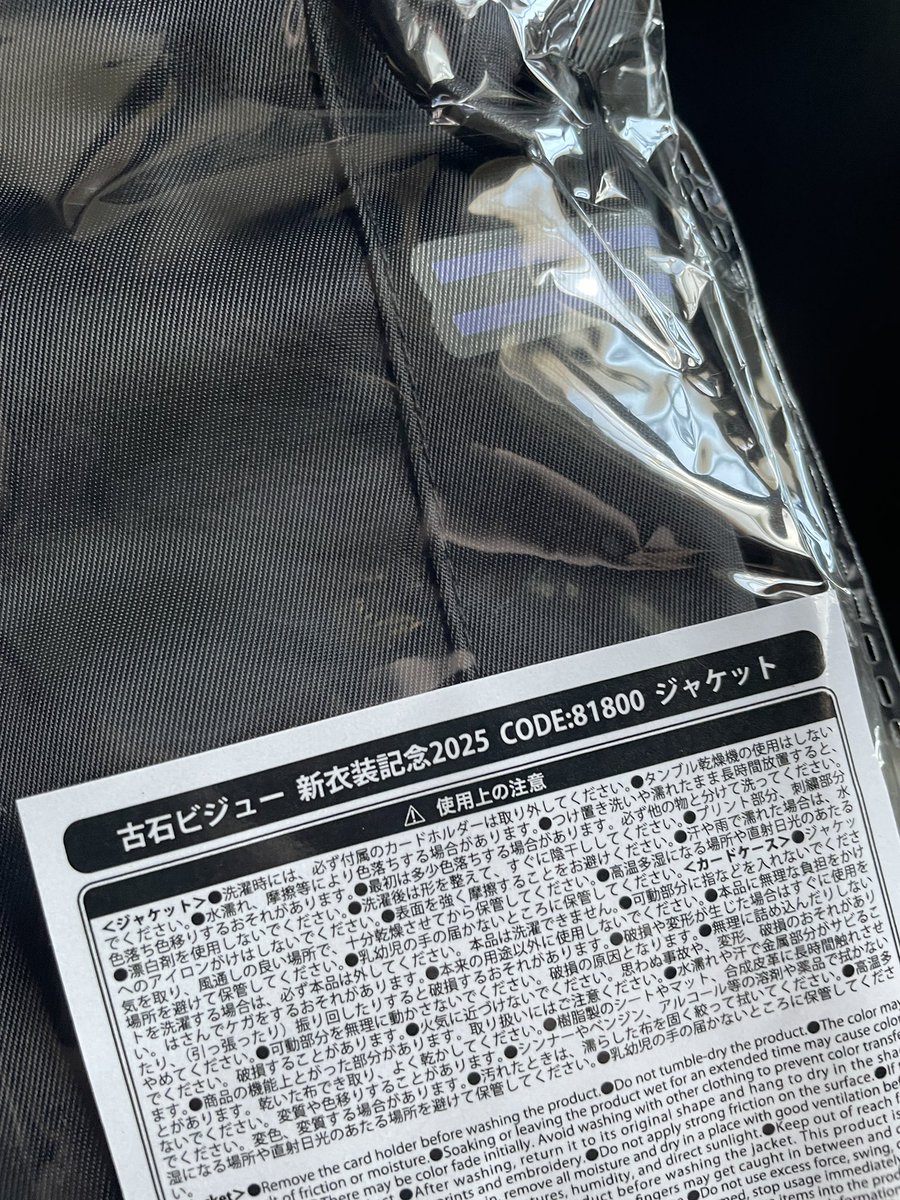 古石ビジュー 新衣装記念2025 CODE:81800 ジャケット
⚠ 使用上の注意
<ジャケット>●洗濯時には、必ず付属のカードホルダーは取り外してください。●タンブル乾燥機の使用はしない
でください。●水濡れ、摩擦等により色落ちする場合があります。●つけ置き洗いや濡れたまま長時間放置すると、
色落ち色移りするおそれがあります。●最初は多少色落ちする場合があります。必ず他の物と分けて洗ってください。
●漂白剤を使用しないでください。●洗濯後は形を整えて、すぐに陰干ししてください。●プリント部分、刺繍部分
へのアイロンがけはしないでください。●表面を強く摩擦することをお避けください。●汗や雨で濡れた場合は、水
気を取り、風通しの良い場所で、十分乾燥させてから保管してください。●高温多湿になる場所や直射日光のあたる
場所を避けて保管してください。●乳幼児の手の届かないところに保管してください。<カードケース>●ジャケッ
トを洗濯する場合は、必ず本品は外してください。本品は洗濯できません。●可動部分に指などを入れないでくださ
い。はさんでケガをするおそれがあります。●本来の用途以外に使用しないでください。●本品に無理な負担をかけ
たり、(引っ張ったり)、振り回したりすると破損するおそれがあります。●破損や変形が生じた場合はすぐに使用を
やめてください。●可動部分を無理に動かさないでください。破損の原因となります。●無理に詰め込んだりしない
でください。破損することがあります。●火気に近づけないでください。思わぬ事故や、変形、破損のおそれがあり
ます。●商品の機能上とがった部分があります。取り扱いにはご注意ください。●水濡れや汗で金属部分がサビるこ
とがあります。乾いた布でふき取り、よく乾かしてください。●樹脂製のシートやマット、合成皮革に長時間触れさせ
ないでください。変質や色移りすることがあります。●シンナーやベンジン、アルコール等の溶剤や薬品で拭かない
でください。変色、変質する場合があります。●汚れたときは、濡らした布を固く絞って拭いてください。●高温多
湿になる場所や直射日光のあたる場所を避けて保管してください。●乳幼児の手の届かないところに保管してくださ
い。
●Remove the card holder before washing the product.●Do not tumble-dry the product.●The color may
of friction or moisture.●Soaking or leaving the product wet for an extended time may cause color
There may be color fade initially. Avoid washing with other clothing to prevent color transf
●After washing, return it to its original shape and hang to dry in the sha
prints and embroidery.●Do not apply strong friction on the surface.●If
remove all moisture and dry in a place with good ventilation be
and direct sunlight.●Keep out of reach
product before washing the jacket. This product is
fingers may get caught in between and
Do not use excess force, swing,
stop usage immediatel
into the pro